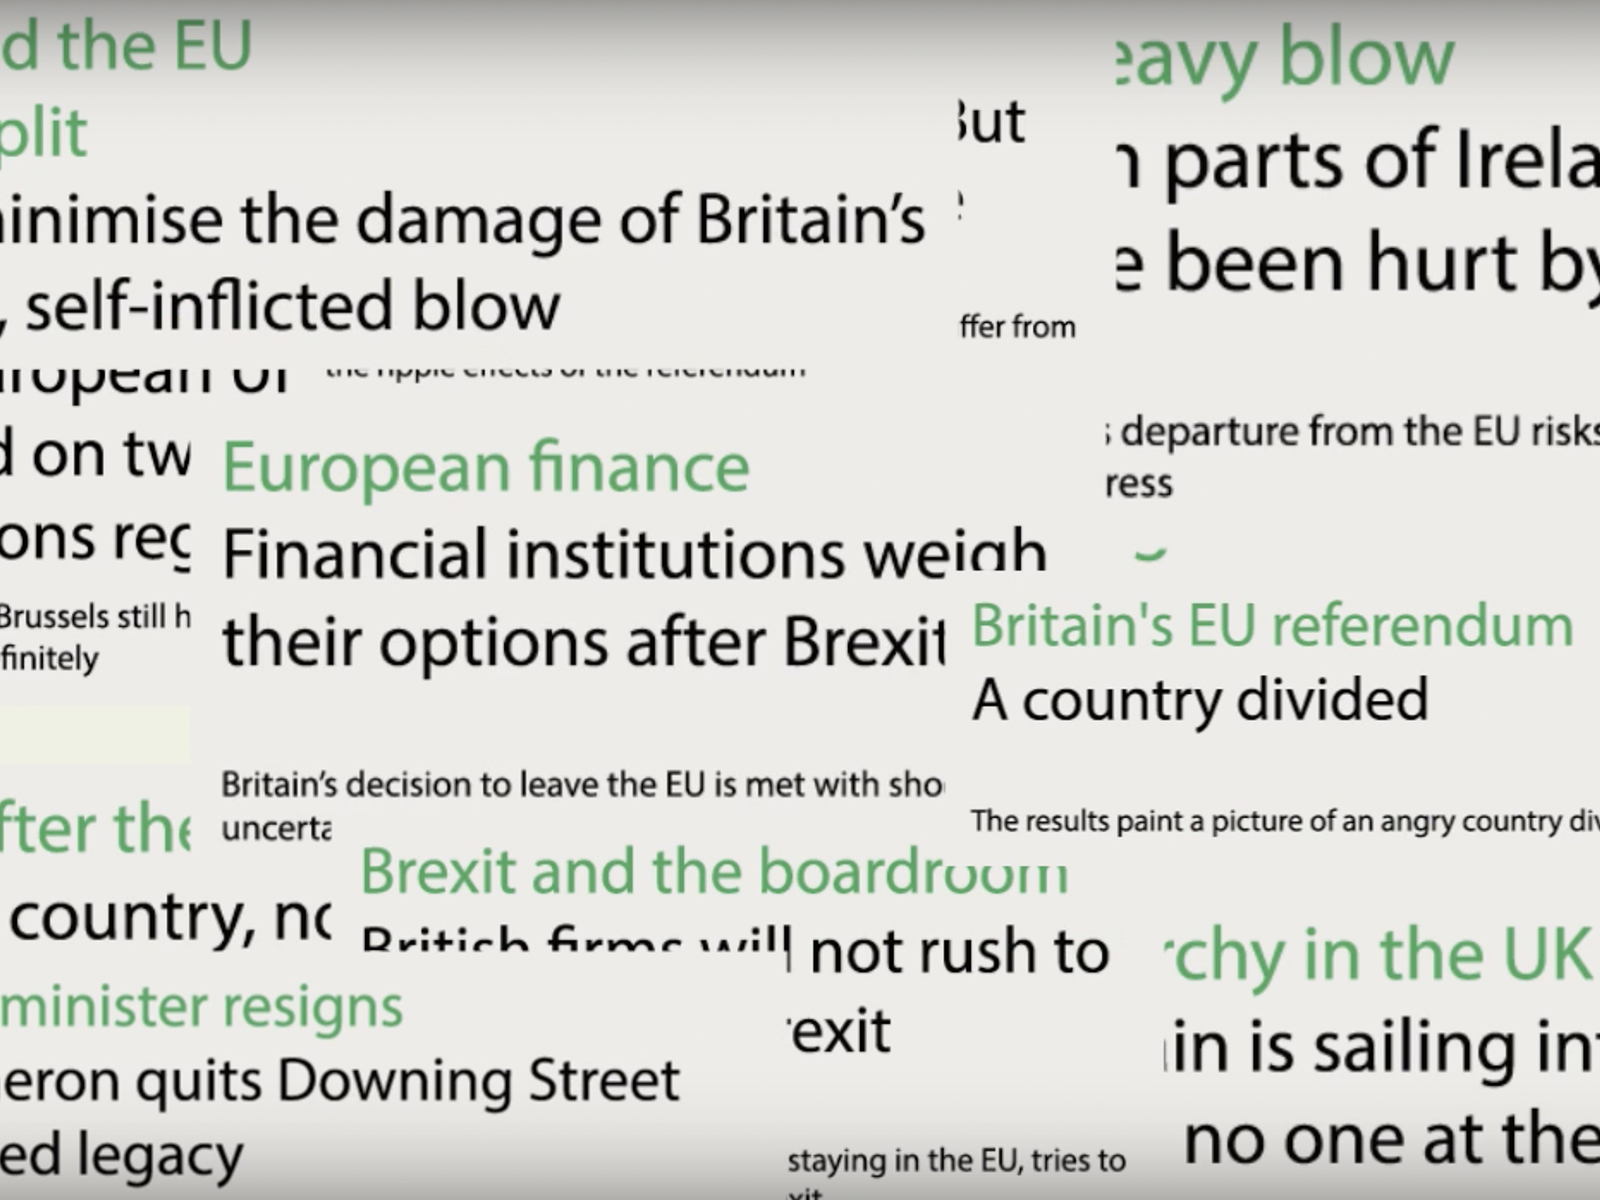 d the EU
plit
minimise the damage of Britain's
, self-inflicted blow
But
ffer from
eavy blow
n parts of Irela
e been hurt by
European
the ripple effects of the referendum
d on tw
ons reg
Brussels still h
finitely
European finance
Financial institutions weigh
their options after Brexit
Britain's decision to leave the EU is met with sho
uncerta
s departure from the EU risks
ress
Britain's EU referendum
A country divided
The results paint a picture of an angry country div
fter the
country, no
Brexit and the boardroom
British firms will not rush to
exit
minister resigns
eron quits Downing Street
ed legacy
staying in the EU, tries to
xit
rchy in the UK
in is sailing int
no one at the